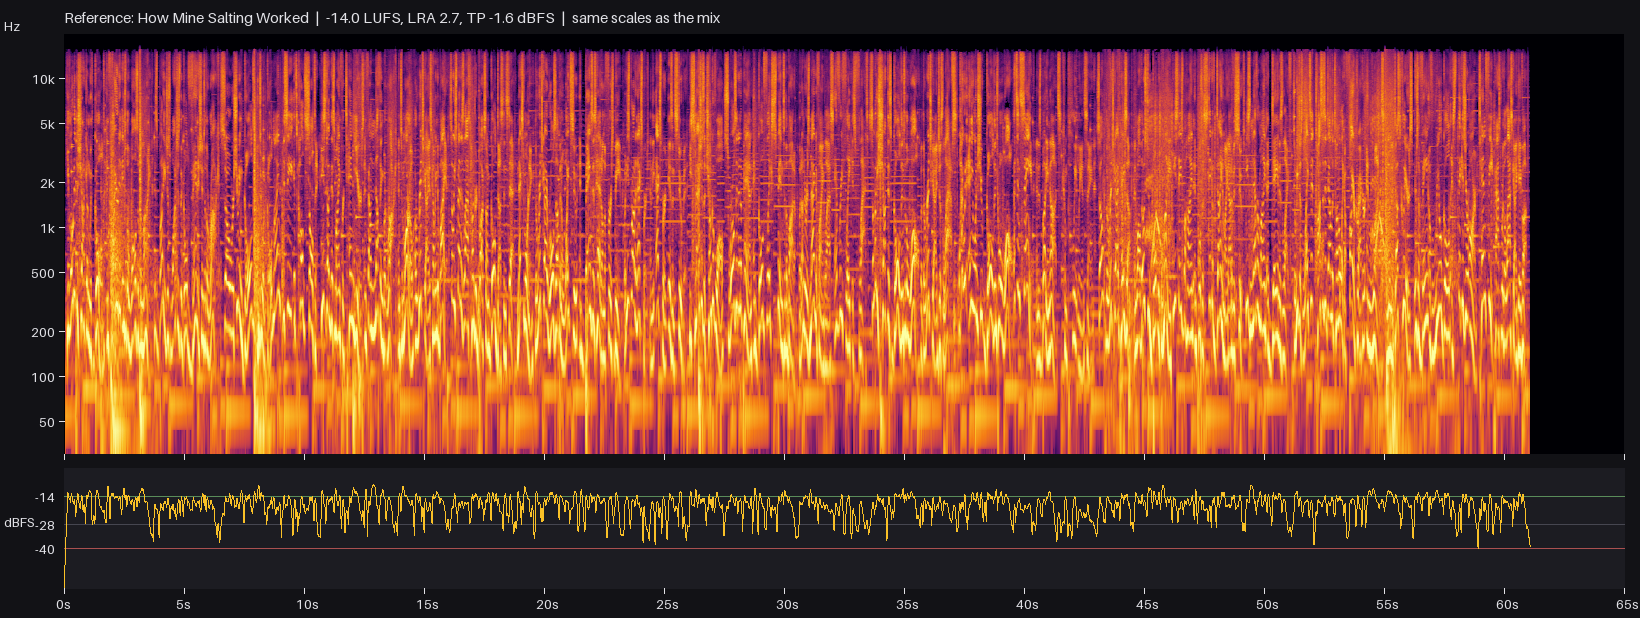 Reference: How Mine Salting Worked | -14.0 LUFS, LRA 2.7, TP -1.6 dBFS | same scales as the mix
Hz
10k
5k
2k
1k
500
200
100
50
-14
dBFS -28
-40
0s 5s 10s 15s 20s 25s 30s 35s 40s 45s 50s 55s 60s 65s